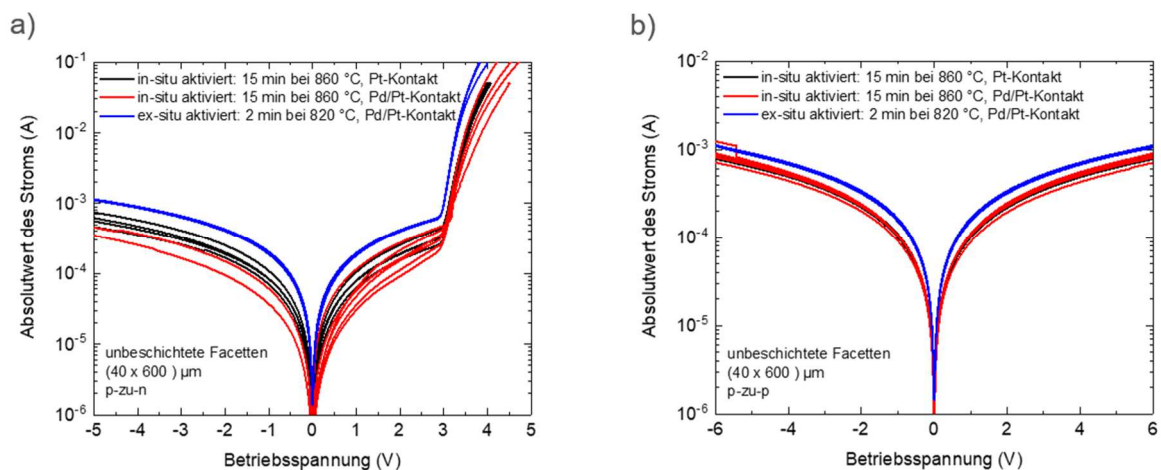 a)
Absolutwert des Stroms (A)
10⁻¹
10⁻²
10⁻³
10⁻⁴
10⁻⁵
10⁻⁶
in-situ aktiviert: 15 min bei 860 °C, Pt-Kontakt
in-situ aktiviert: 15 min bei 860 °C, Pd/Pt-Kontakt
ex-situ aktiviert: 2 min bei 820 °C, Pd/Pt-Kontakt
unbeschichtete Facetten
(40 x 600 ) µm
p-zu-n
-5 -4 -3 -2 -1 0 1 2 3 4 5
Betriebsspannung (V)
b)
Absolutwert des Stroms (A)
10⁻²
10⁻³
10⁻⁴
10⁻⁵
10⁻⁶
in-situ aktiviert: 15 min bei 860 °C, Pt-Kontakt
in-situ aktiviert: 15 min bei 860 °C, Pd/Pt-Kontakt
ex-situ aktiviert: 2 min bei 820 °C, Pd/Pt-Kontakt
unbeschichtete Facetten
(40 x 600 ) µm
p-zu-p
-6 -4 -2 0 2 4 6
Betriebsspannung (V)